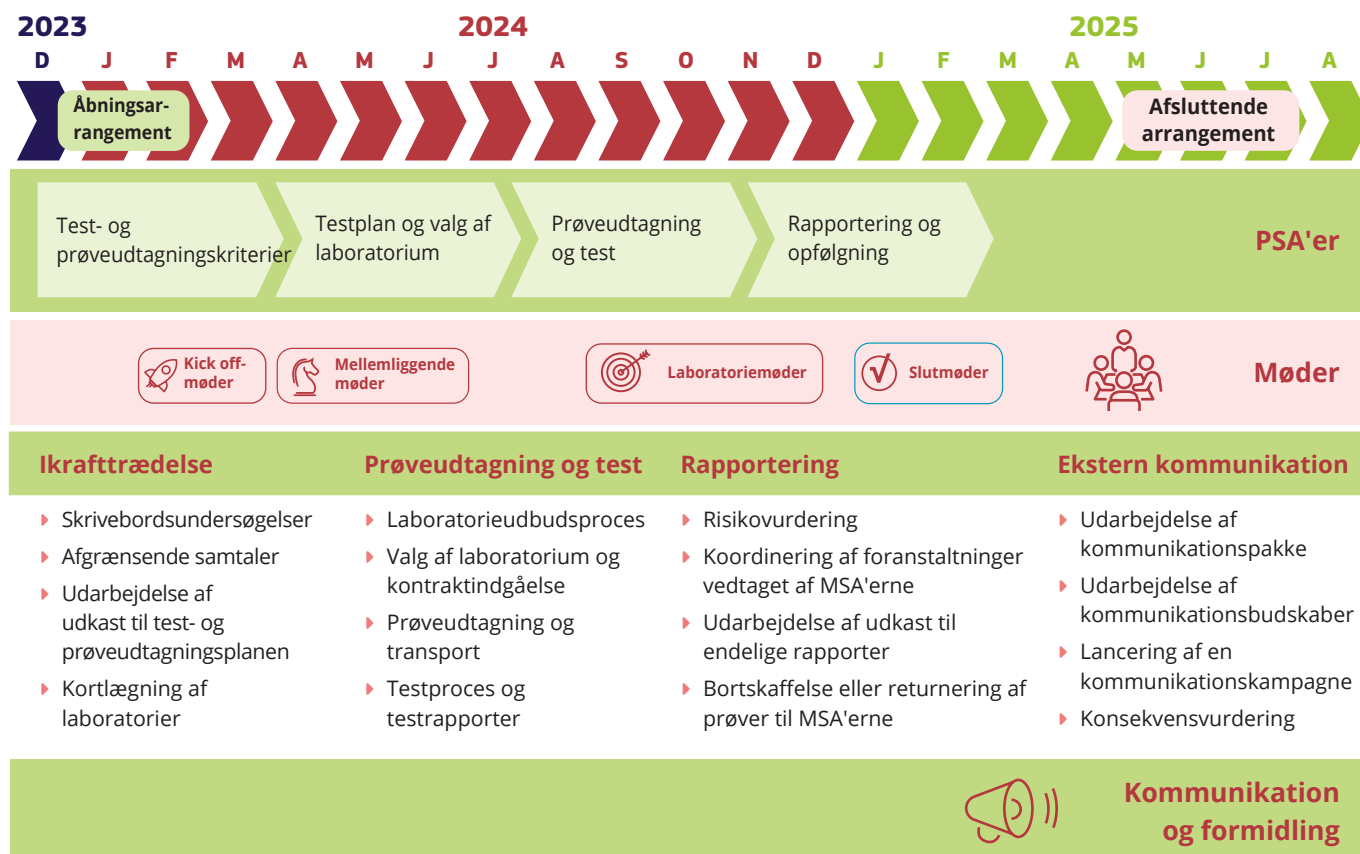 2023 2024 2025
D J F M A M J J A S O N D J F M A M J J A
Åbningsar-
rangement
Afsluttende
arrangement
Test- og
prøveudtagningskriterier
Testplan og valg af
laboratorium
Prøveudtagning
og test
Rapportering og
opfølgning
PSA'er
Kick off-
møder
Mellemliggende
møder
Laboratoriemøder
Slutmøder
Møder
Ikrafttrædelse
Skrivebordsundersøgelser
Afgrænsende samtaler
Udarbejdelse af
udkast til test- og
prøveudtagningsplanen
Kortlægning af
laboratorier
Prøveudtagning og test
Laboratorieudbudsproces
Valg af laboratorium og
kontraktindgåelse
Prøveudtagning og
transport
Testproces og
testrapporter
Rapportering
Risikovurdering
Koordinering af foranstaltninger
vedtaget af MSA'erne
Udarbejdelse af udkast til
endelige rapporter
Bortskaffelse eller returnering af
prøver til MSA'erne
Ekstern kommunikation
Udarbejdelse af
kommunikationspakke
Udarbejdelse af
kommunikationsbudskaber
Lancering af en
kommunikationskampagne
Konsekvensvurdering
Kommunikation
og formidling